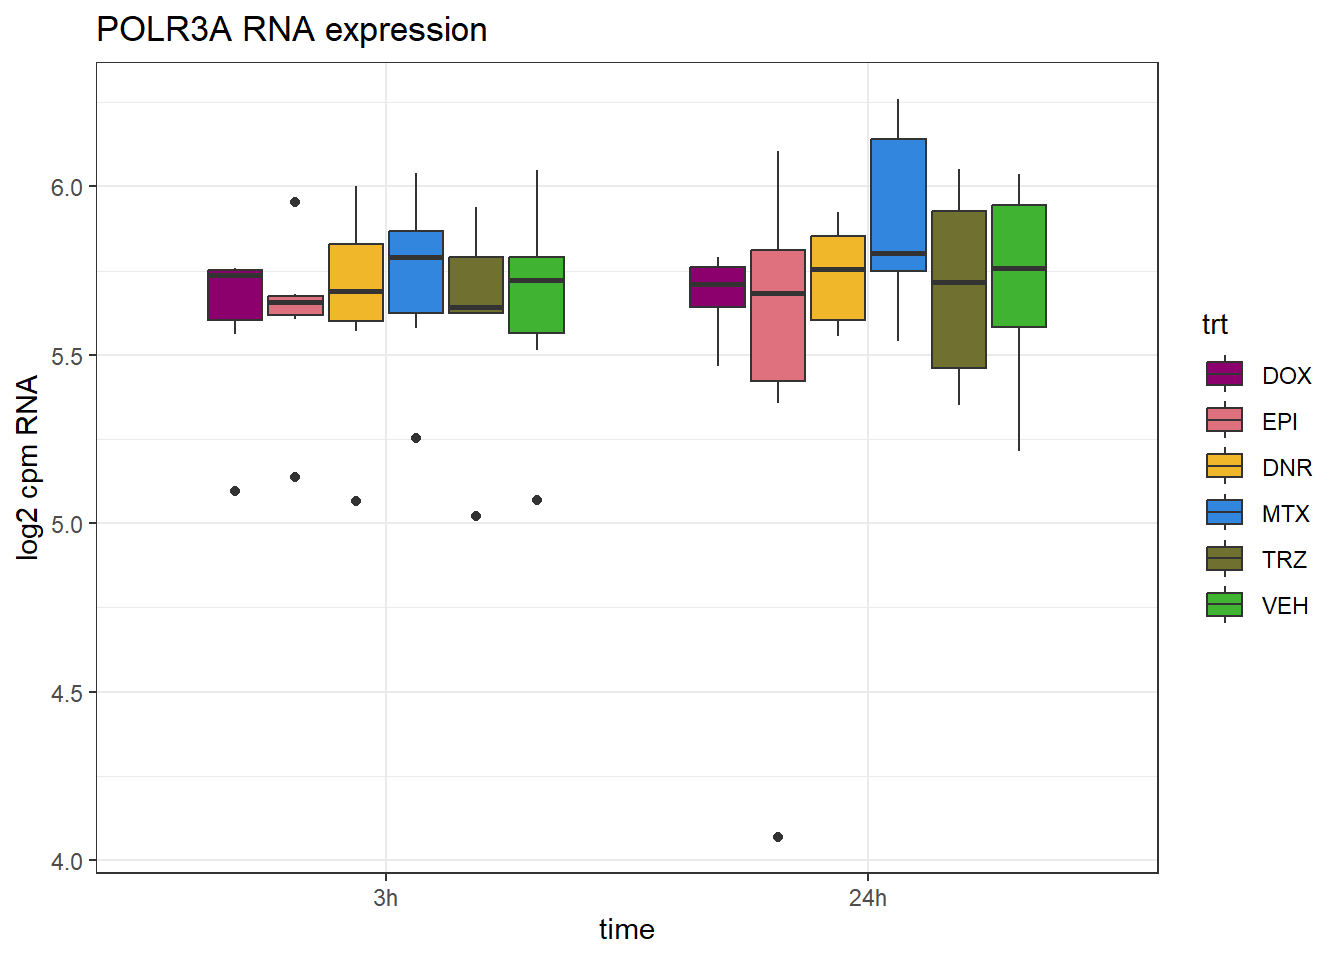 POLR3A RNA expression
log2 cpm RNA
6.0
5.5
5.0
4.5
4.0
3h
24h
time
trt
DOX
EPI
DNR
MTX
TRZ
VEH